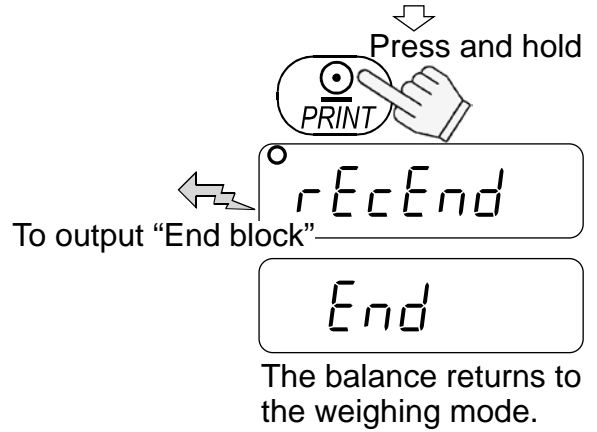 Press and hold
PRINT
rEcEnd
To output “End block”
End
The balance returns to
the weighing mode.